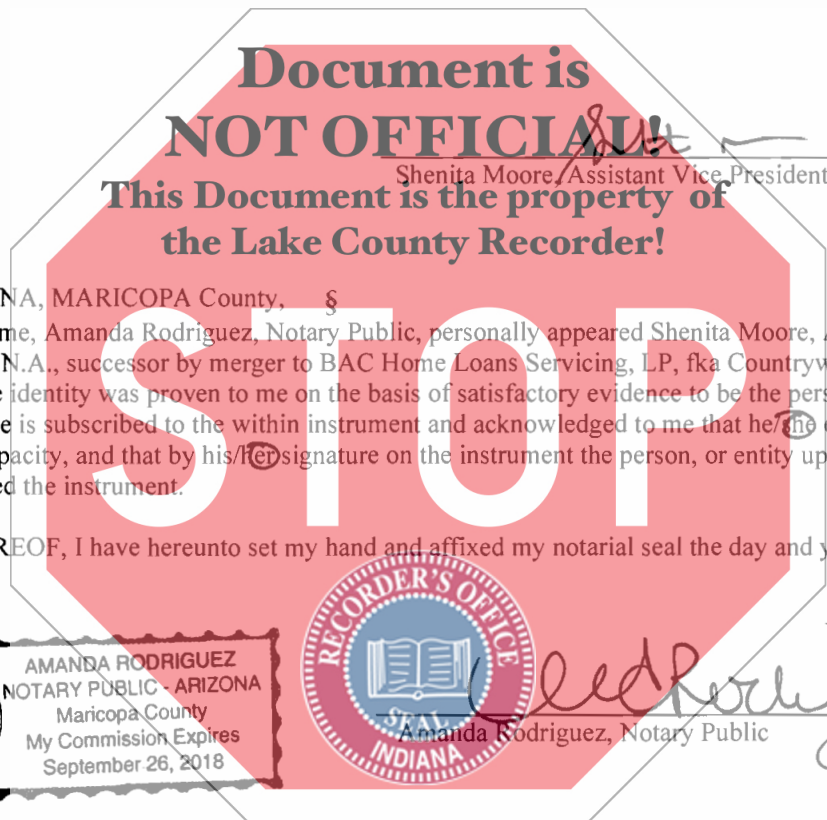 Document is
NOT OFFICIAL!
Shenita Moore, Assistant Vice President
This Document is the property of
the Lake County Recorder!
NA, MARICOPA County, §
me, Amanda Rodriguez, Notary Public, personally appeared Shenita Moore,
N.A., successor by merger to BAC Home Loans Servicing, LP, fka Countryw
e identity was proven to me on the basis of satisfactory evidence to be the pers
e is subscribed to the within instrument and acknowledged to me that he/she
pacity, and that by his/her signature on the instrument the person, or entity up
ed the instrument.
STOP
REOF, I have hereunto set my hand and affixed my notarial seal the day and y
RECORDER'S OFFICE
SEAL
INDIANA
AMANDA RODRIGUEZ
NOTARY PUBLIC - ARIZONA
Maricopa County
My Commission Expires
September 26, 2018
Amanda Rodriguez, Notary Public